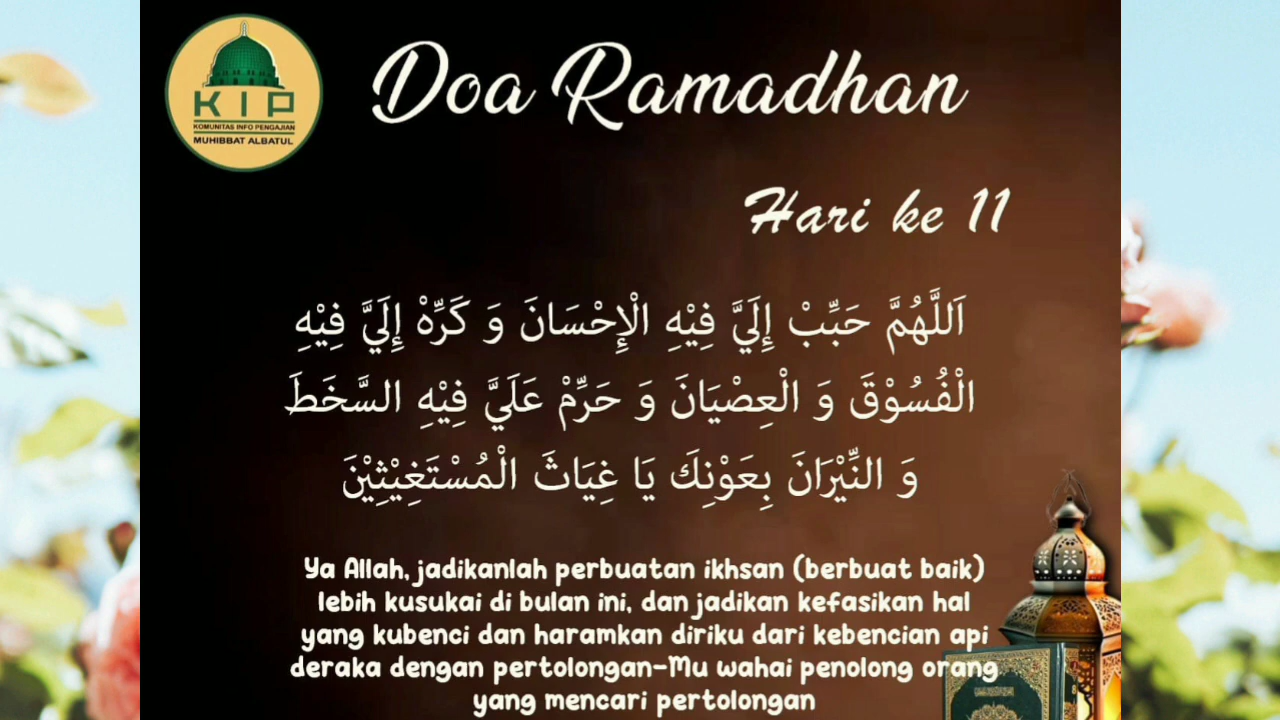 KIP
KOMUNITAS INFO PENGAJIAN
MUHIBBAT ALBATUL
Doa Ramadhan
Hari ke 11
اَللَّهُمَّ حَبِّبْ إِلَيَّ فِيْهِ الْإِحْسَانَ وَ كَرِّهْ إِلَيَّ فِيْهِ
الْفُسُوْقَ وَ الْعِصْيَانَ وَ حَرِّمْ عَلَيَّ فِيْهِ السَّخَطَ
وَ النِّيْرَانَ بِعَوْنِكَ يَا غِيَاثَ الْمُسْتَغِيْثِيْنَ
Ya Allah, jadikanlah perbuatan ikhsan (berbuat baik)
lebih kusukai di bulan ini, dan jadikan kefasikan hal
yang kubenci dan haramkan diriku dari kebencian api
deraka dengan pertolongan-Mu wahai penolong orang
yang mencari pertolongan